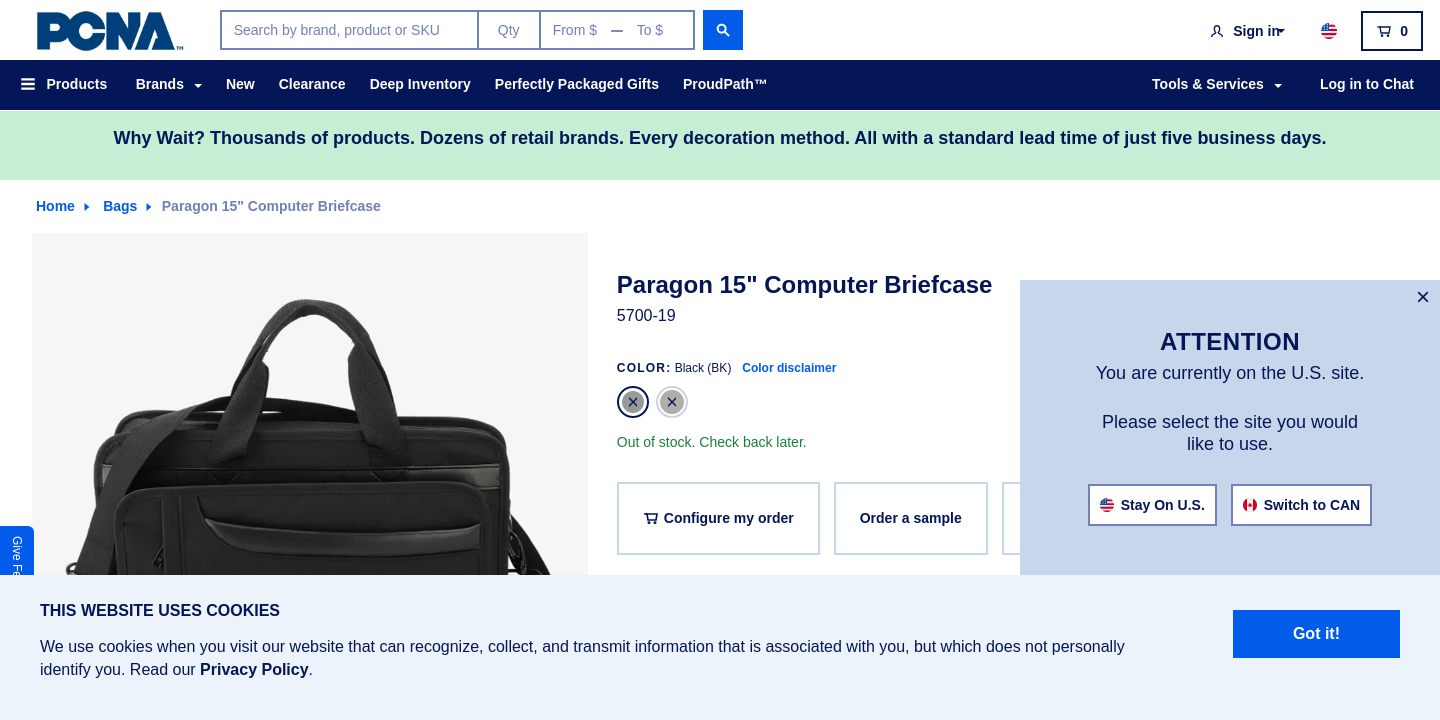 PCNA™
Search by brand, product or SKU
Qty
From $ — To $
Sign in
0
Products
Brands
New
Clearance
Deep Inventory
Perfectly Packaged Gifts
ProudPath™
Tools & Services
Log in to Chat
Why Wait? Thousands of products. Dozens of retail brands. Every decoration method. All with a standard lead time of just five business days.
Home
Bags
Paragon 15" Computer Briefcase
Paragon 15" Computer Briefcase
5700-19
COLOR: Black (BK) Color disclaimer
Out of stock. Check back later.
Configure my order
Order a sample
ATTENTION
You are currently on the U.S. site.
Please select the site you would
like to use.
Stay On U.S.
Switch to CAN
Give
THIS WEBSITE USES COOKIES
We use cookies when you visit our website that can recognize, collect, and transmit information that is associated with you, but which does not personally
identify you. Read our Privacy Policy.
Got it!